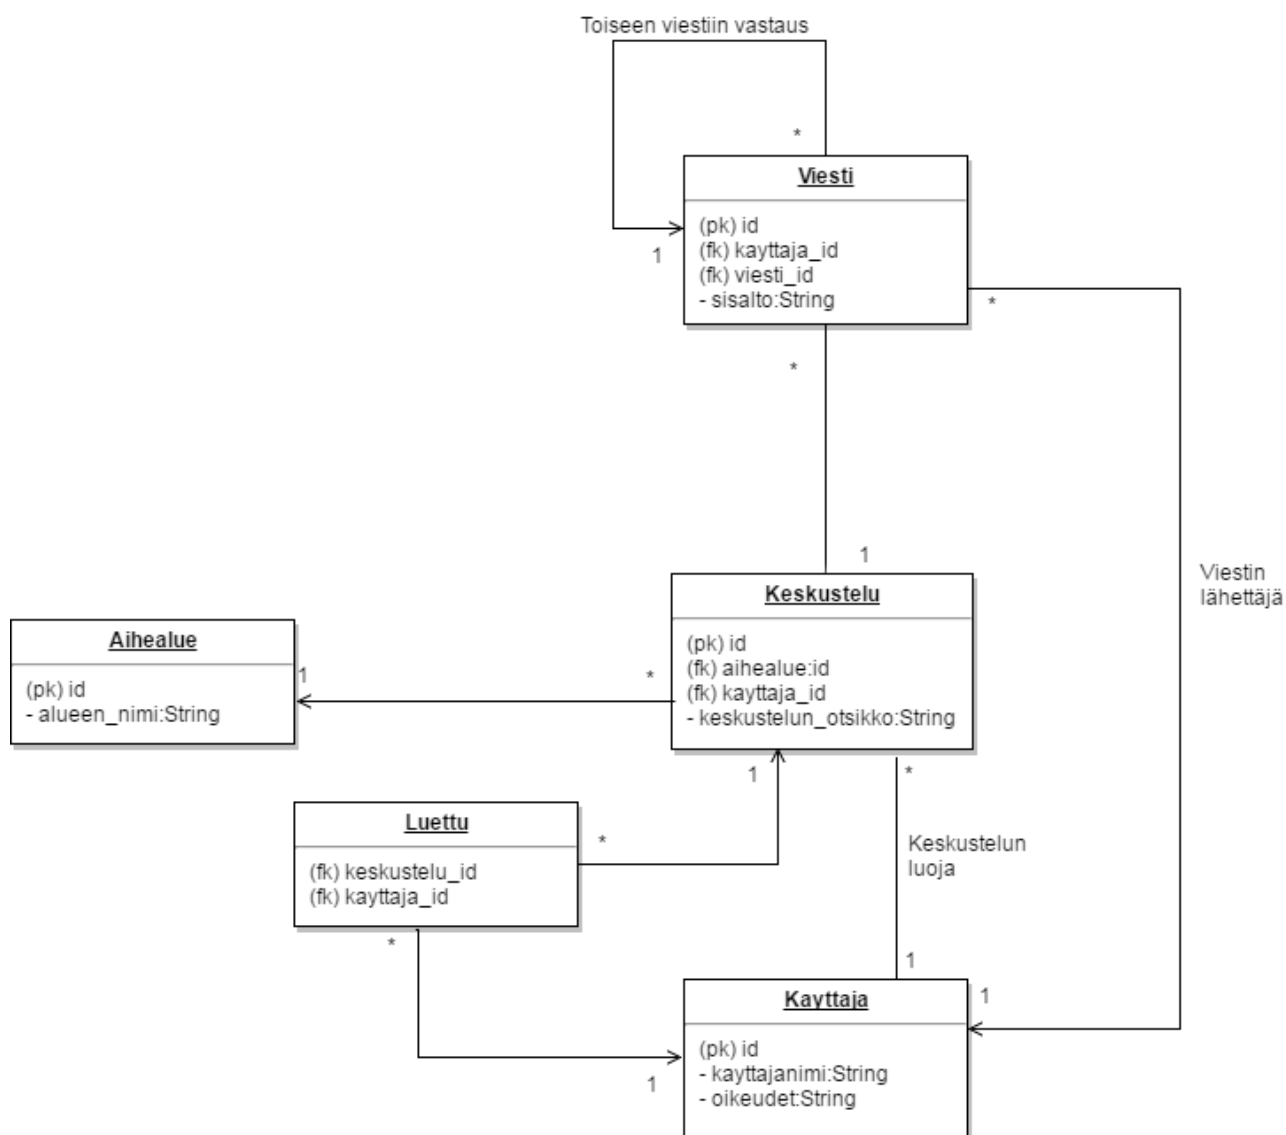 Toiseen viestiin vastaus
*
Viesti
(pk) id
(fk) kayttaja_id
(fk) viesti_id
- sisalto:String
1
*
*
1
Viestin
lähettäjä
Keskustelu
(pk) id
(fk) aihealue:id
(fk) kayttaja_id
- keskustelun_otsikko:String
Aihealue
(pk) id
- alueen_nimi:String
1
*
1
*
Luettu
(fk) keskustelu_id
(fk) kayttaja_id
*
Keskustelun
luoja
*
1
1
Kayttaja
(pk) id
- kayttajanimi:String
- oikeudet:String
1